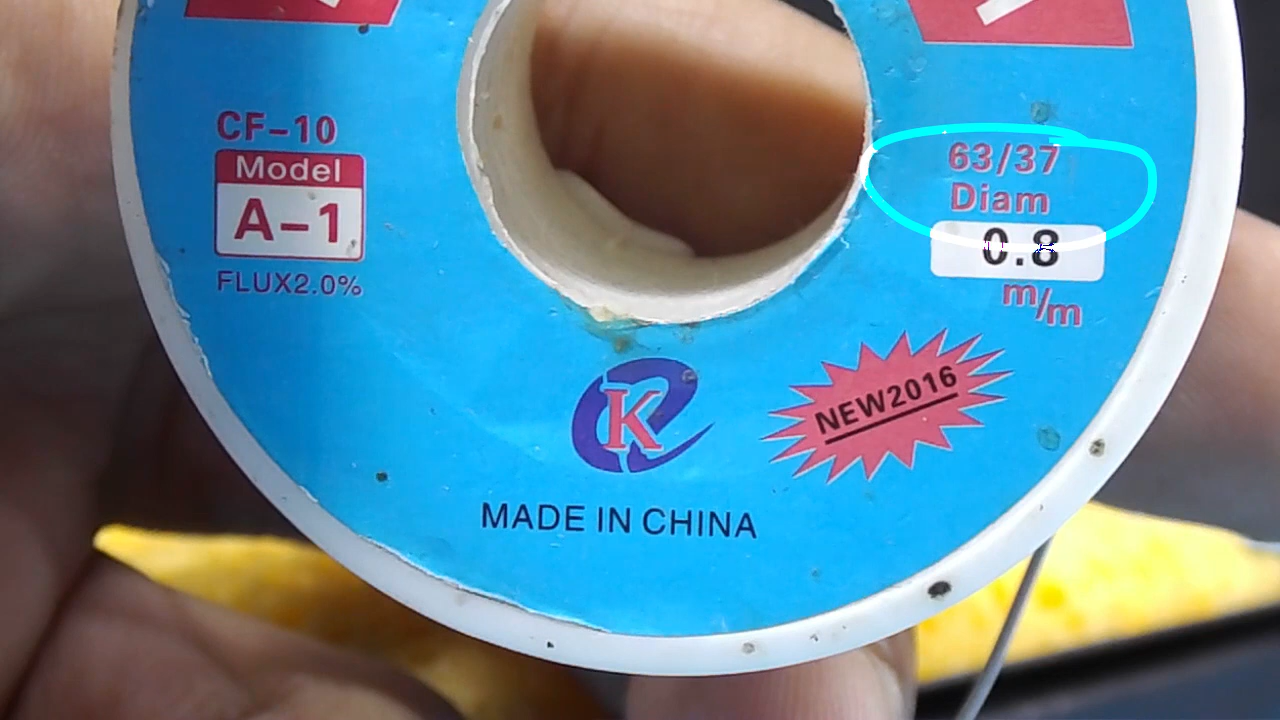 CF-10
Model
A-1
FLUX2.0%
63/37
Diam
0.8
m/m
K
NEW2016
MADE IN CHINA